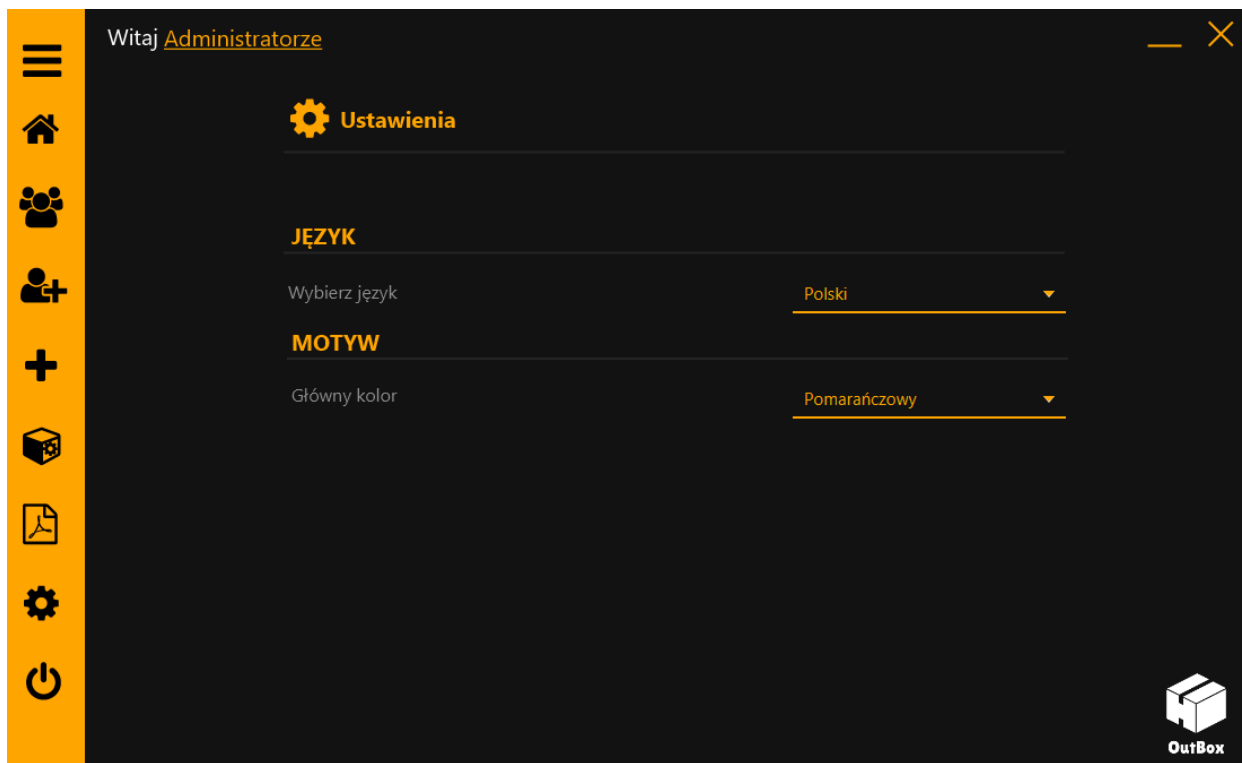 Witaj Administratorze
Ustawienia
JĘZYK
Wybierz język
Polski
MOTYW
Główny kolor
Pomarańczowy
OutBox